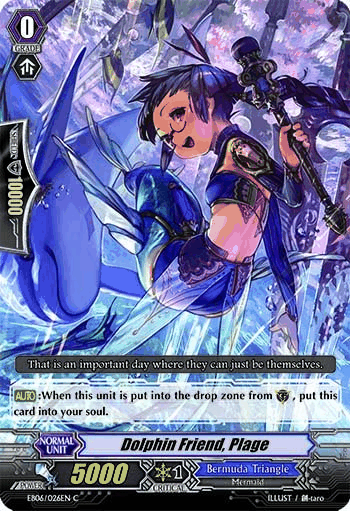 0
GRADE
10000
SHIELD
That is an important day where they can just be themselves.
AUTO :When this unit is put into the drop zone from , put this
card into your soul.
NORMAL
UNIT
Dolphin Friend, Plage
POWER
5000
1
CRITICAL
Bermuda Triangle
Mermaid
EB06/026EN C
ILLUST / 匠-taro